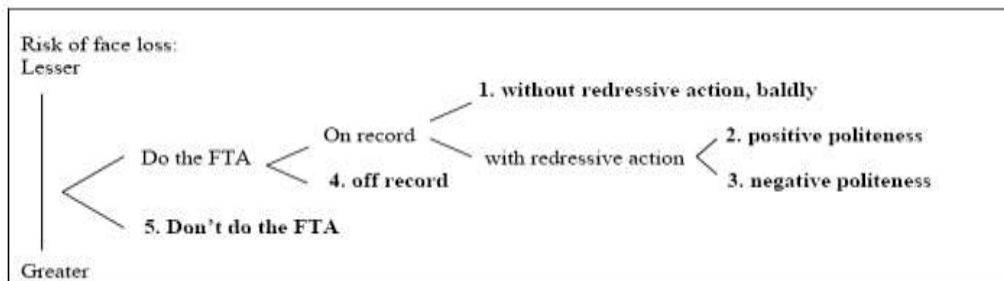 Risk of face loss:
Lesser
1. without redressive action, baldly
On record
2. positive politeness
Do the FTA
with redressive action
4. off record
3. negative politeness
5. Don't do the FTA
Greater